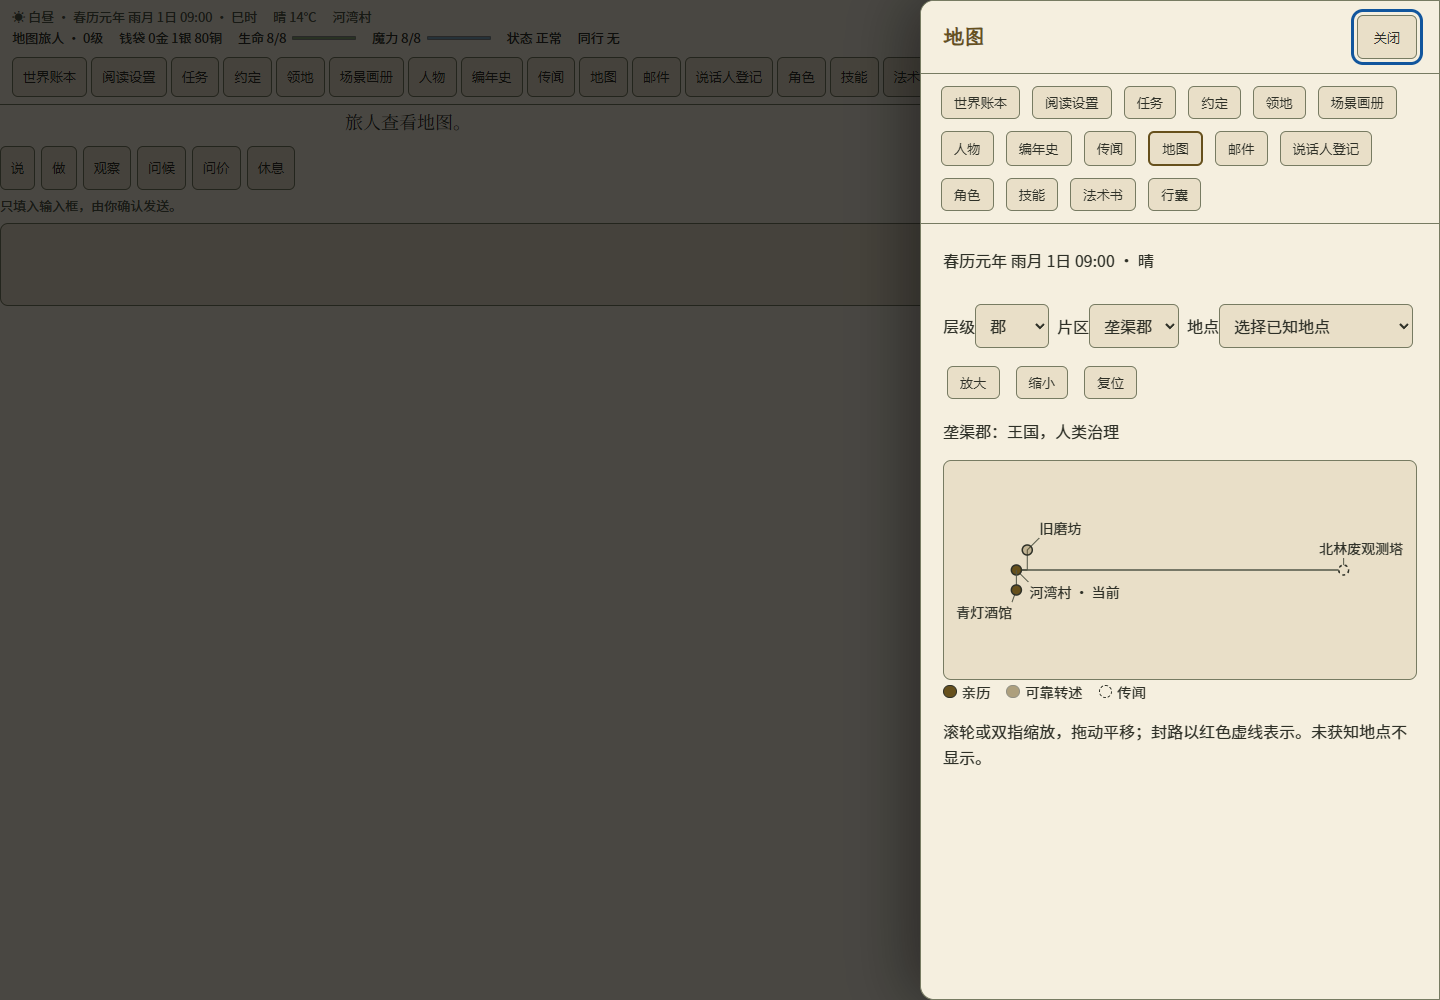 ☀ 白昼 · 春历元年 雨月 1日 09:00 · 巳时 晴 14°C 河湾村
地图旅人 · 0级 钱袋 0金 1银 80铜 生命 8/8 魔力 8/8 状态 正常 同行 无
世界账本 阅读设置 任务 约定 领地 场景画册 人物 编年史 传闻 地图 邮件 说话人登记 角色 技能 法术
旅人查看地图。
说 做 观察 问候 问价 休息
只填入输入框，由你确认发送。
地图 关闭
世界账本 阅读设置 任务 约定 领地 场景画册
人物 编年史 传闻 地图 邮件 说话人登记
角色 技能 法术书 行囊
春历元年 雨月 1日 09:00 · 晴
层级 郡 片区 垄渠郡 地点 选择已知地点
放大 缩小 复位
垄渠郡：王国，人类治理
旧磨坊
北林废观测塔
河湾村 · 当前
青灯酒馆
亲历 可靠转述 传闻
滚轮或双指缩放，拖动平移；封路以红色虚线表示。未获知地点不
显示。